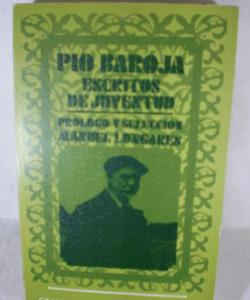 PIO BAROJA
ESCRITOS
DE JUVENTUD
PROLOGO Y SELECCION
MANUEL LONGARES